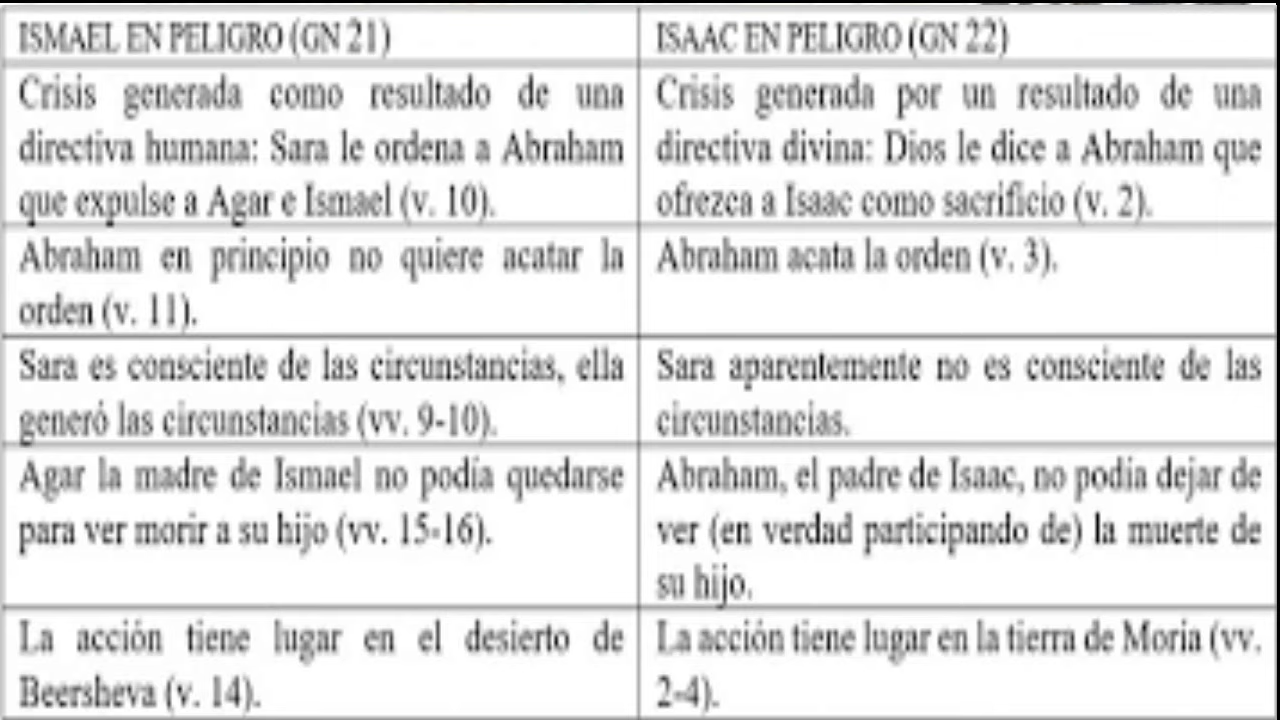 ISMAEL EN PELIGRO (GN 21)
ISAAC EN PELIGRO (GN 22)
Crisis generada como resultado de una
directiva humana: Sara le ordena a Abraham
que expulse a Agar e Ismael (v. 10).
Crisis generada por un resultado de una
directiva divina: Dios le dice a Abraham que
ofrezca a Isaac como sacrificio (v. 2).
Abraham en principio no quiere acatar la
orden (v. 11).
Abraham acata la orden (v. 3).
Sara es consciente de las circunstancias, ella
generó las circunstancias (vv. 9-10).
Sara aparentemente no es consciente de las
circunstancias.
Agar la madre de Ismael no podía quedarse
para ver morir a su hijo (vv. 15-16).
Abraham, el padre de Isaac, no podía dejar de
ver (en verdad participando de) la muerte de
su hijo.
La acción tiene lugar en el desierto de
Beersheva (v. 14).
La acción tiene lugar en la tierra de Moria (vv.
2-4).